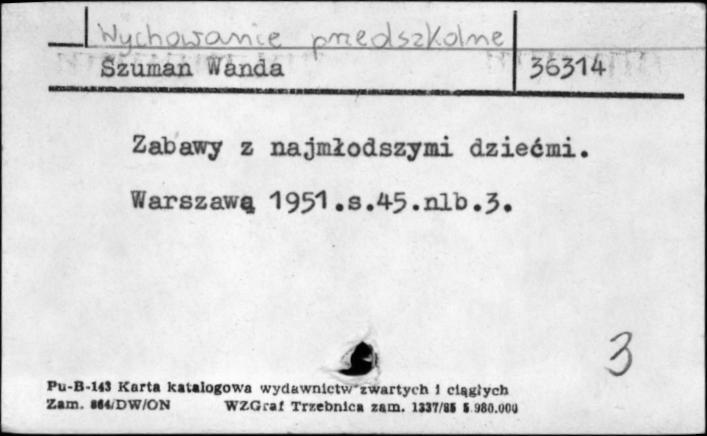 Wychowanie przedszkolne
Szuman Wanda 36314
Zabawy z najmłodszymi dziećmi.
Warszawa 1951.s.45.nlb.3.
3
Pu-B-143 Karta katalogowa wydawnictw zwartych i ciągłych
Zam. 864/DW/ON WZGraf Trzebnica zam. 1337/85 5.980.000